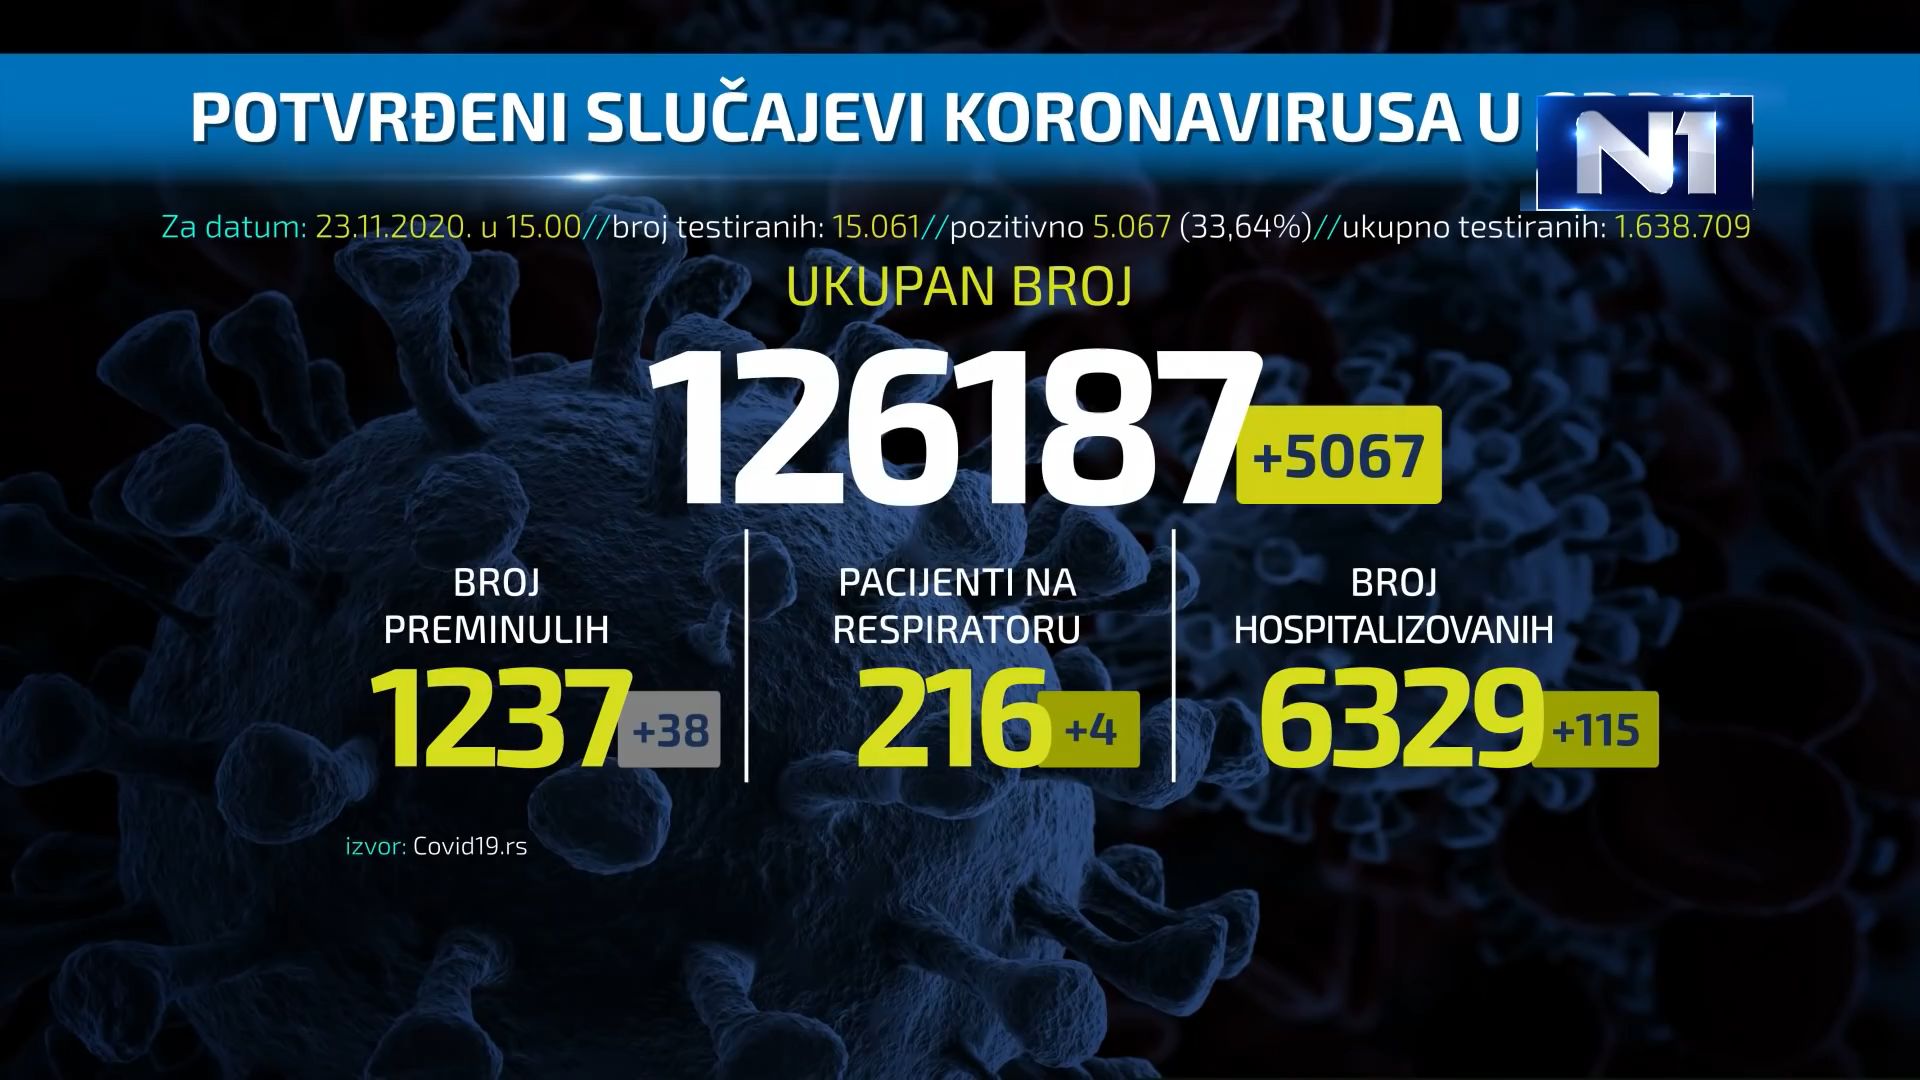 POTVRĐENI SLUČAJEVI KORONAVIRUSA U
N1
Za datum: 23.11.2020. u 15.00//broj testiranih: 15.061//pozitivno 5.067 (33,64%)//ukupno testiranih: 1.638.709
UKUPAN BROJ
126187 +5067
BROJ
PREMINULIH
1237 +38
PACIJENTI NA
RESPIRATORU
216 +4
BROJ
HOSPITALIZOVANIH
6329 +115
izvor: Covid19.rs